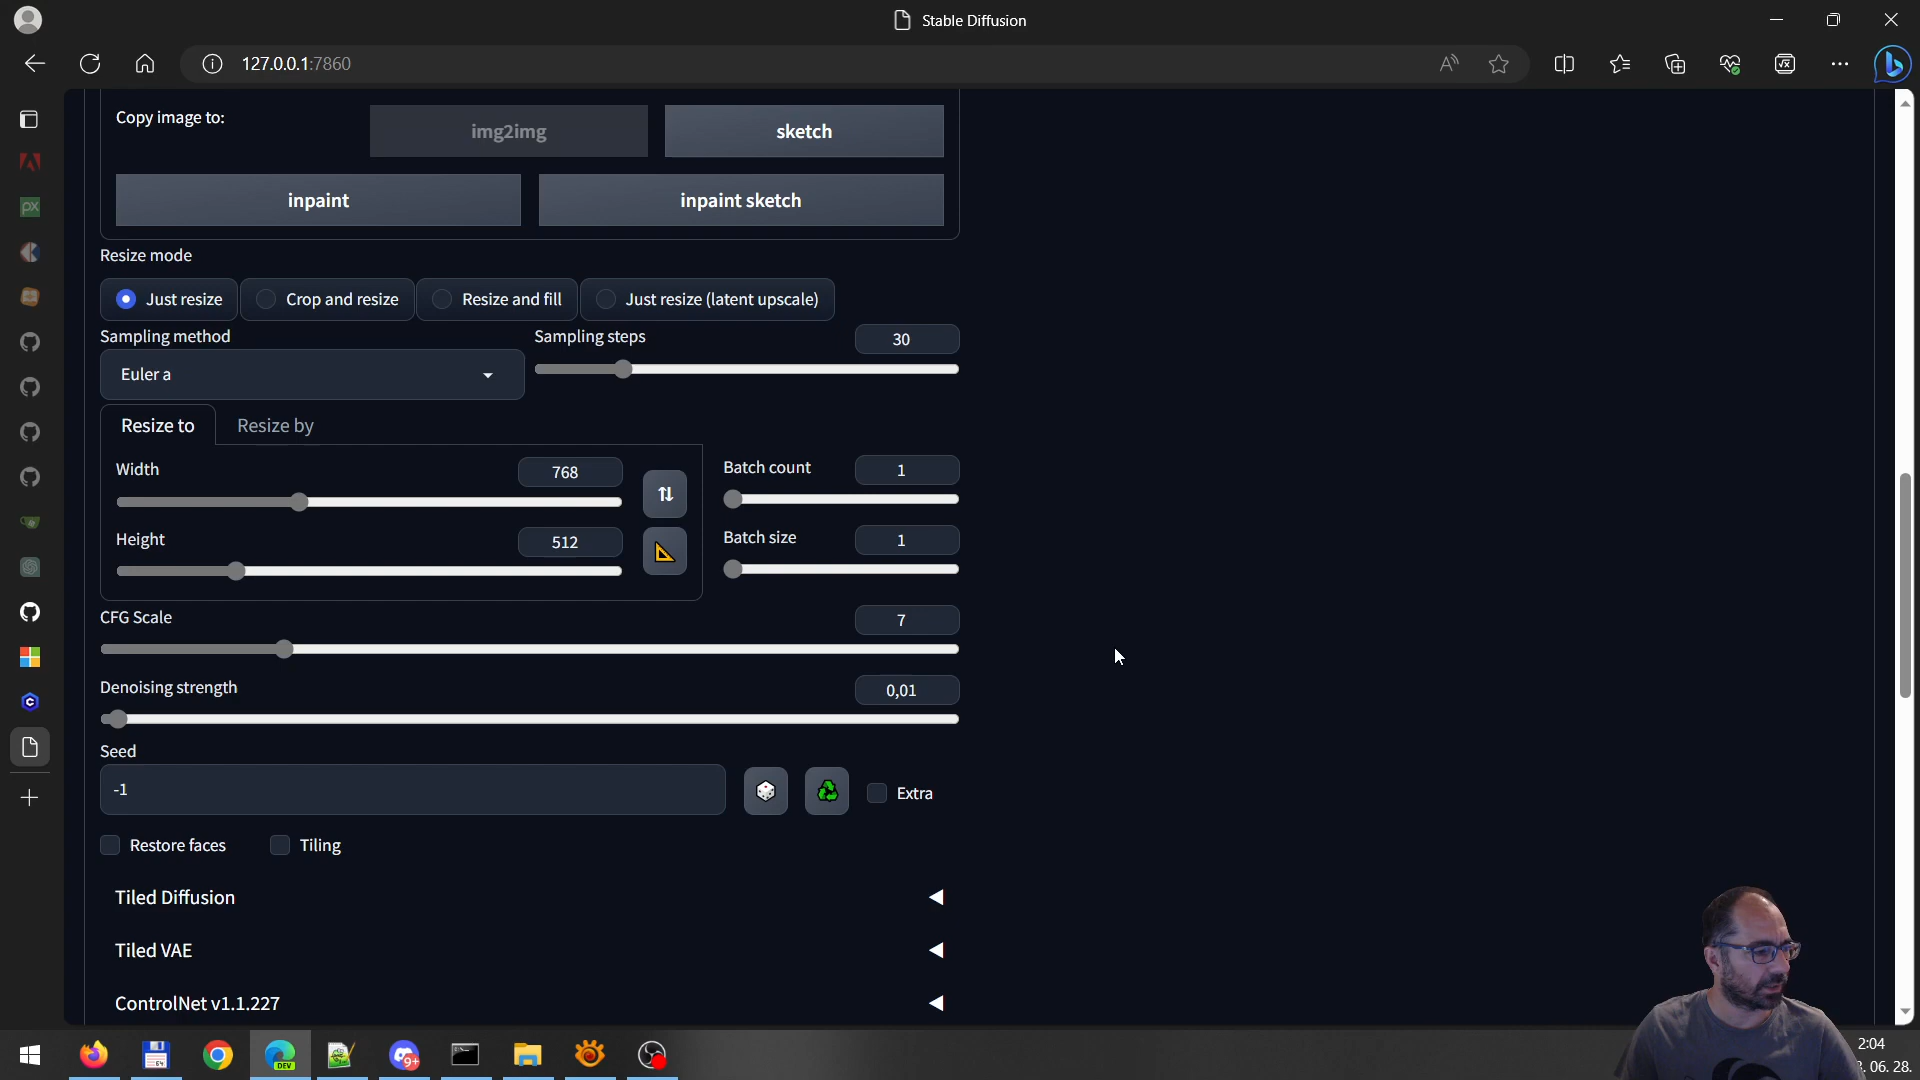 Stable Diffusion
127.0.0.1:7860
Copy image to:
img2img
sketch
inpaint
inpaint sketch
Resize mode
Just resize
Crop and resize
Resize and fill
Just resize (latent upscale)
Sampling method
Sampling steps
30
Euler a
Resize to
Resize by
Width
768
Batch count
1
Height
512
Batch size
1
CFG Scale
7
Denoising strength
0,01
Seed
-1
Extra
Restore faces
Tiling
Tiled Diffusion
Tiled VAE
ControlNet v1.1.227
DEV
64
9+
2:04
. 06. 28.